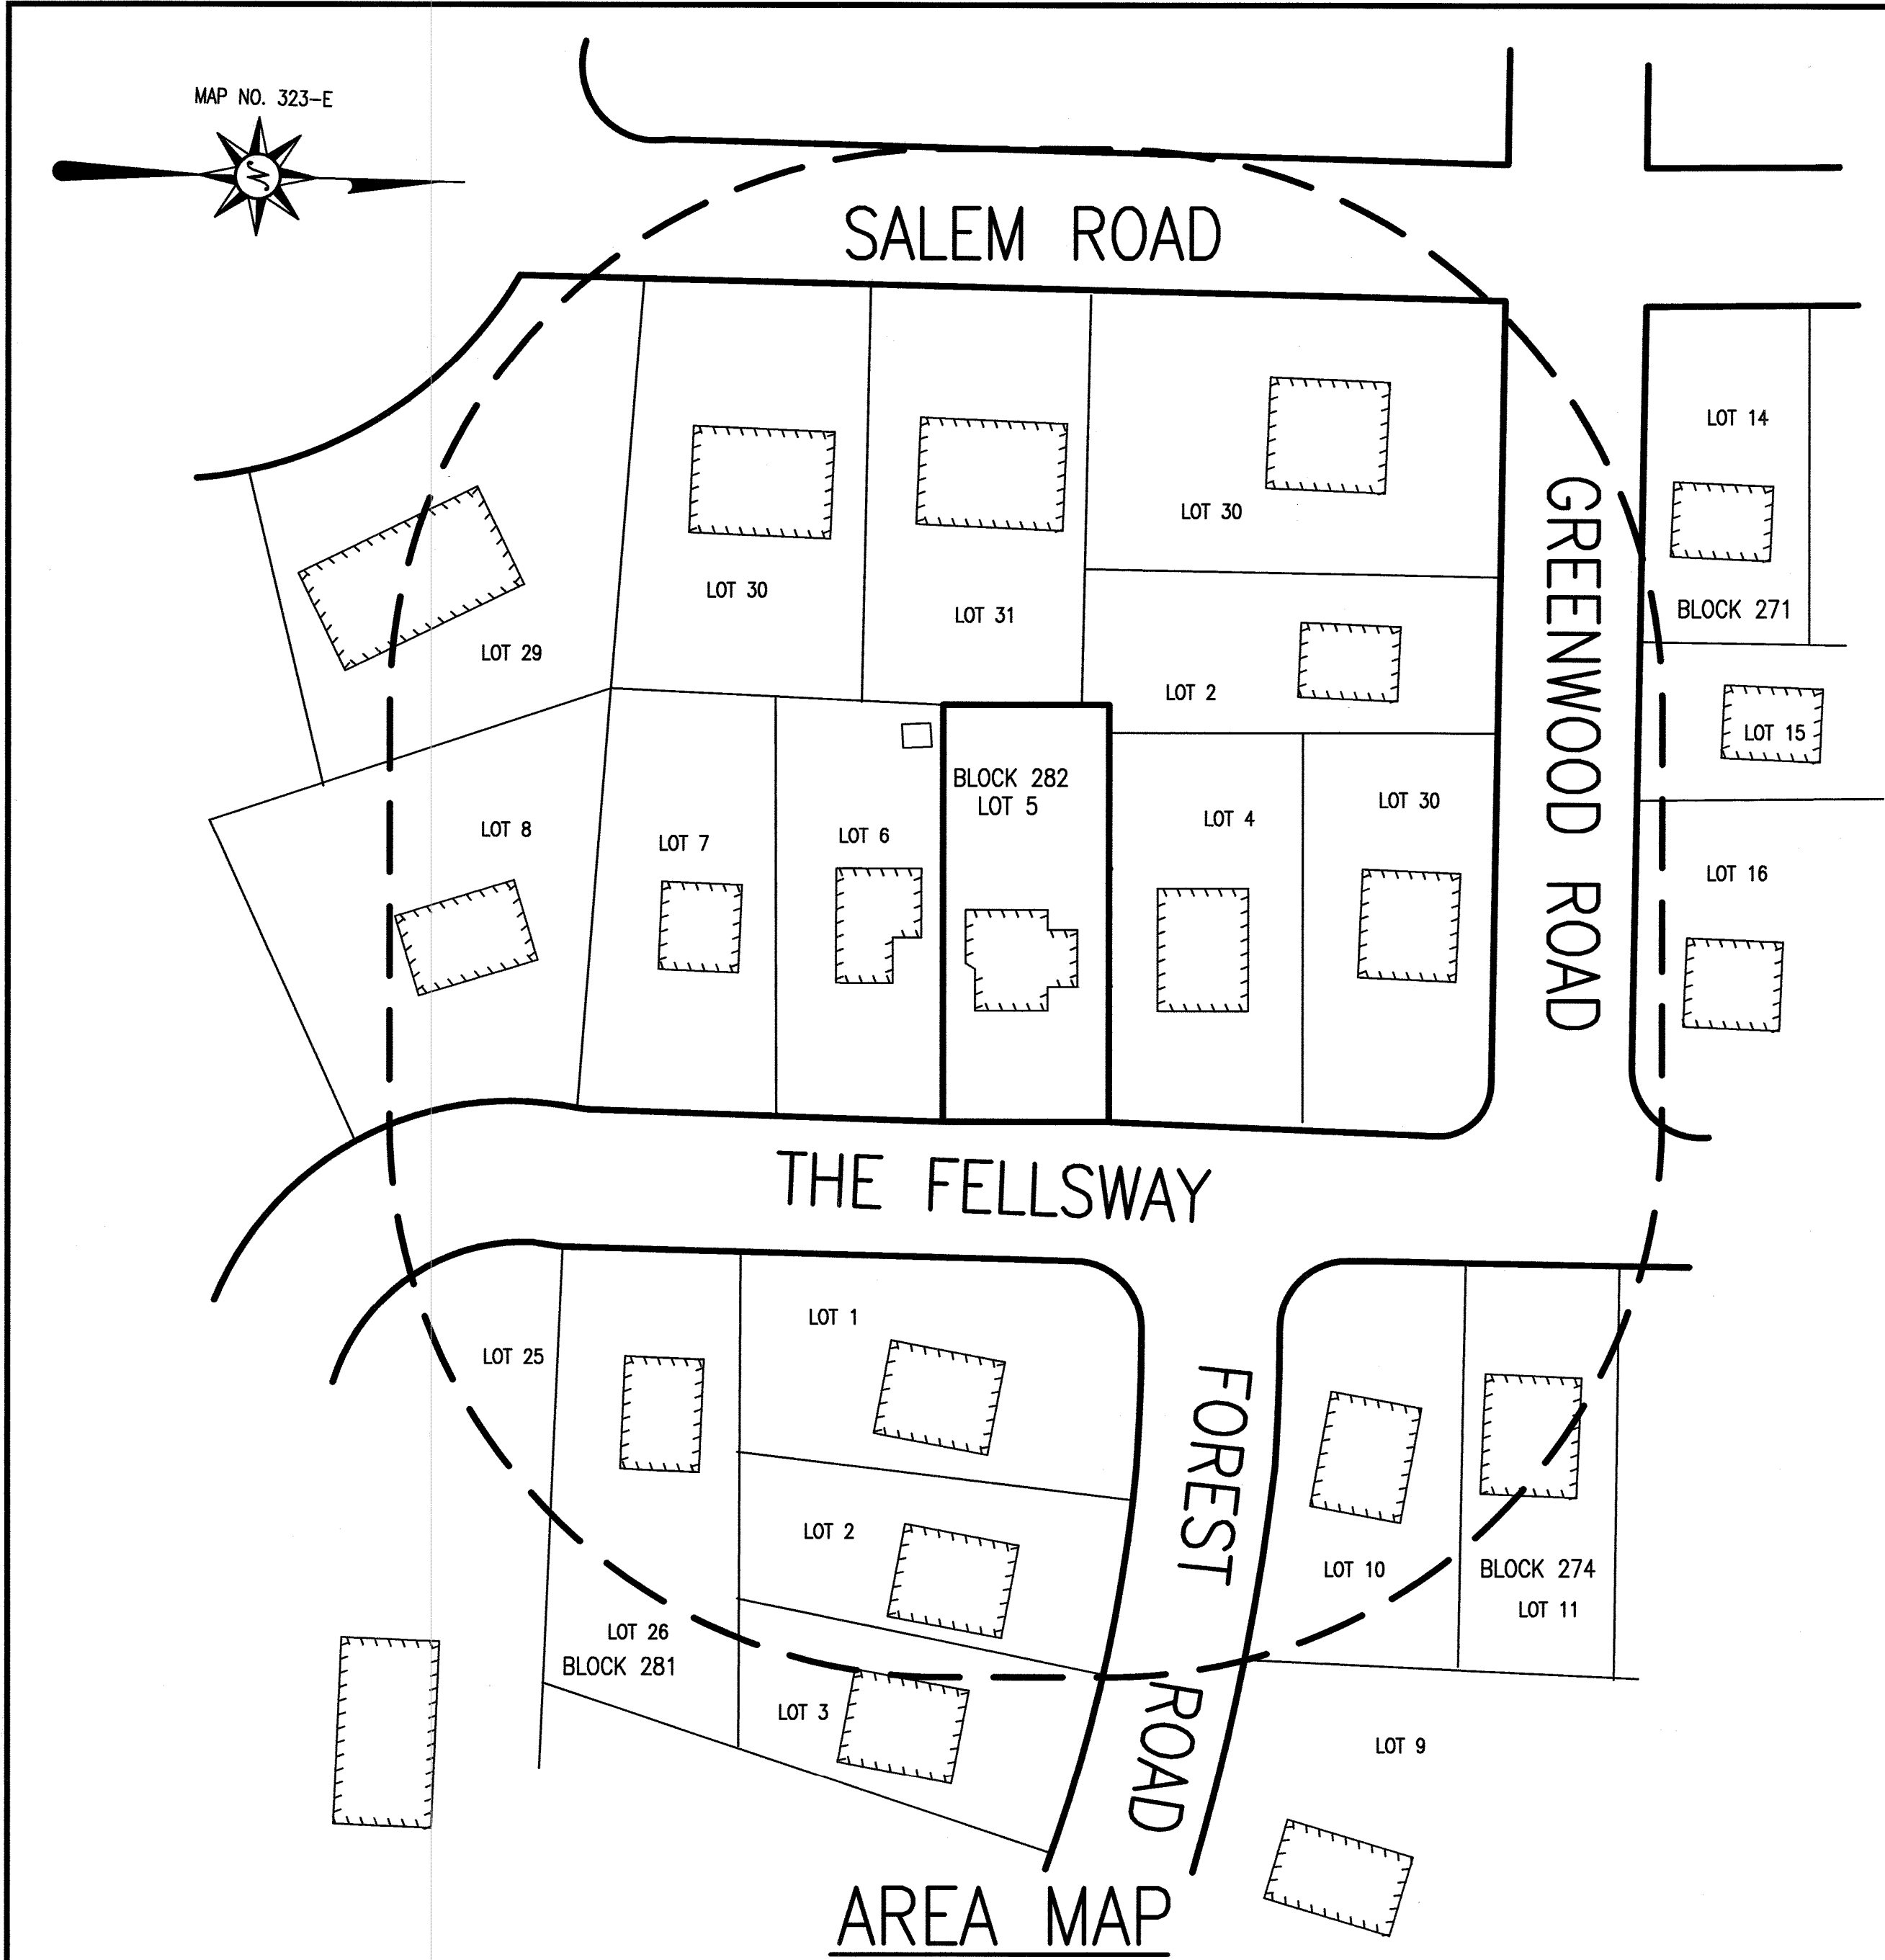 MAP NO. 323-E
N
SALEM ROAD
LOT 14
GREENWOOD ROAD
LOT 30
LOT 30
LOT 31
BLOCK 271
LOT 29
LOT 2
LOT 15
BLOCK 282
LOT 5
LOT 30
LOT 4
LOT 8
LOT 6
LOT 7
LOT 16
THE FELLSWAY
LOT 1
LOT 25
FOREST ROAD
LOT 2
LOT 10
BLOCK 274
LOT 11
LOT 26
BLOCK 281
LOT 3
LOT 9
AREA MAP